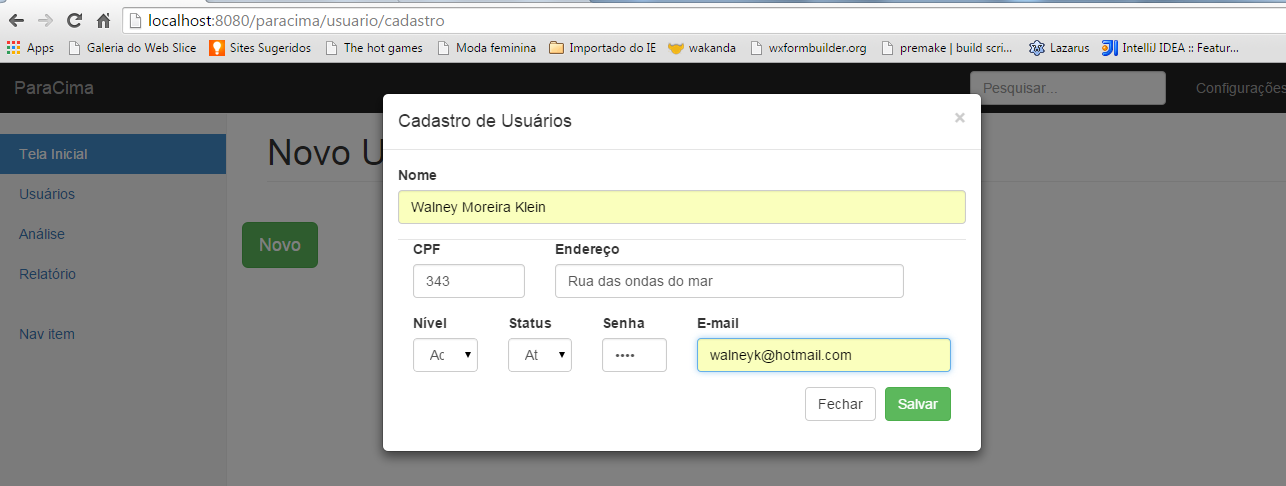 localhost:8080/paracima/usuario/cadastro
Apps Galeria do Web Slice Sites Sugeridos The hot games Moda feminina Importado do IE wakanda wxformbuilder.org premake | build scri... Lazarus IntelliJ IDEA :: Featur...
ParaCima Pesquisar... Configurações
Tela Inicial
Usuários
Análise
Relatório
Nav item
Novo U
Novo
Cadastro de Usuários ×
Nome
Walney Moreira Klein
CPF Endereço
343 Rua das ondas do mar
Nível Status Senha E-mail
Ac At •••• walneyk@hotmail.com
Fechar Salvar